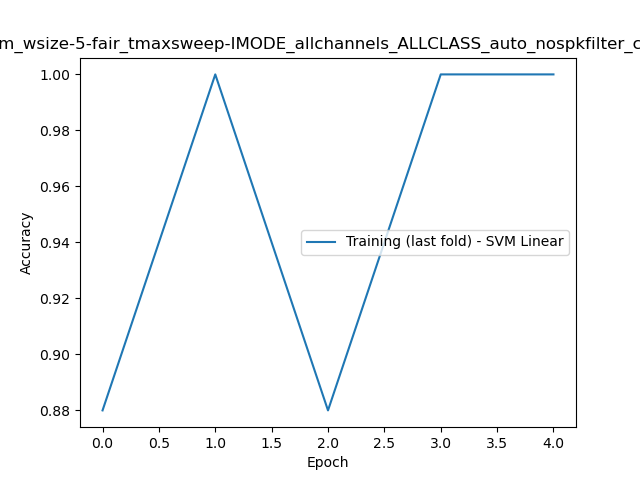 m_wsize-5-fair_tmaxsweep-IMODE_allchannels_ALLCLASS_auto_nospkfilter_c
1.00
0.98
0.96
0.94
0.92
0.90
0.88
Accuracy
Training (last fold) - SVM Linear
0.0 0.5 1.0 1.5 2.0 2.5 3.0 3.5 4.0
Epoch